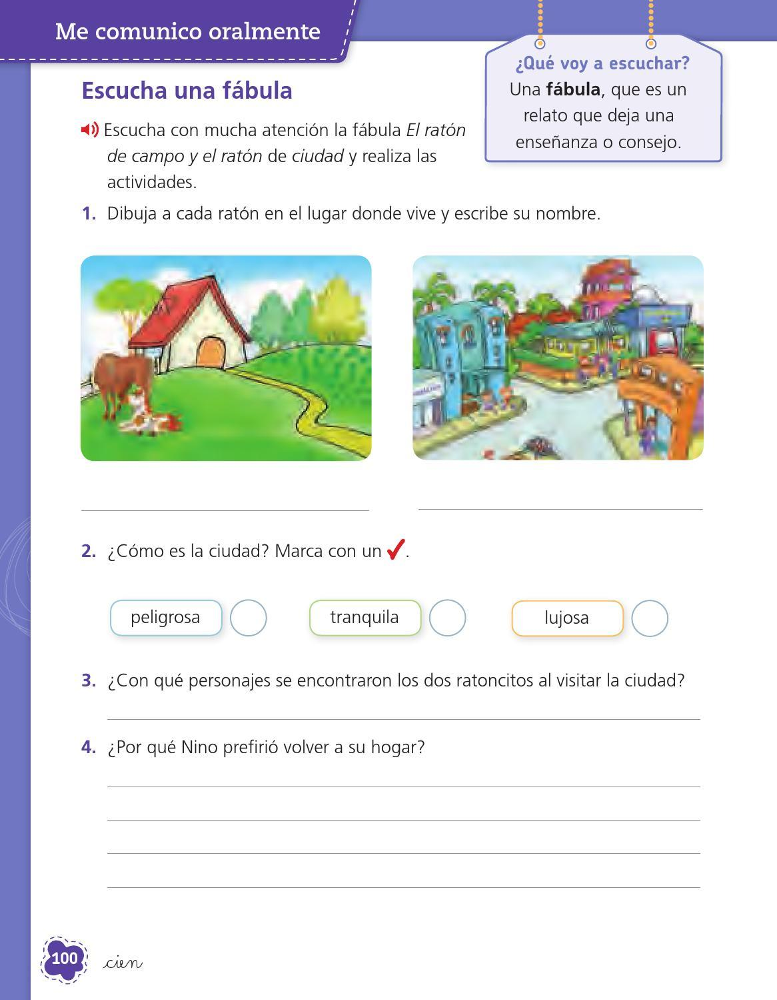 Me comunico oralmente
¿Qué voy a escuchar?
Una fábula, que es un
relato que deja una
enseñanza o consejo.
Escucha una fábula
Escucha con mucha atención la fábula El ratón
de campo y el ratón de ciudad y realiza las
actividades.
1. Dibuja a cada ratón en el lugar donde vive y escribe su nombre.
2. ¿Cómo es la ciudad? Marca con un ✓.
peligrosa
tranquila
lujosa
3. ¿Con qué personajes se encontraron los dos ratoncitos al visitar la ciudad?
4. ¿Por qué Nino prefirió volver a su hogar?
100
cien